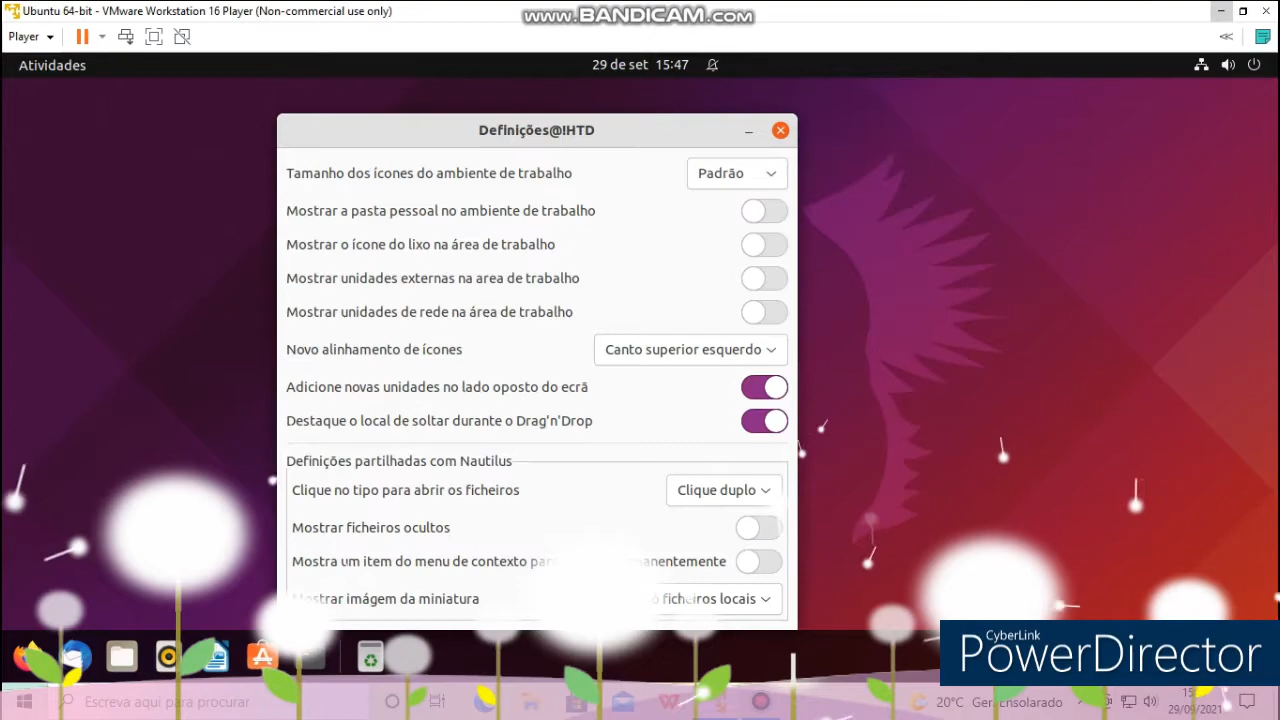 Ubuntu 64-bit - VMware Workstation 16 Player (Non-commercial use only)
www.BANDICAM.com
Player
Atividades
29 de set 15:47
Definições@!HTD
Tamanho dos ícones do ambiente de trabalho
Padrão
Mostrar a pasta pessoal no ambiente de trabalho
Mostrar o ícone do lixo na área de trabalho
Mostrar unidades externas na area de trabalho
Mostrar unidades de rede na área de trabalho
Novo alinhamento de ícones
Canto superior esquerdo
Adicione novas unidades no lado oposto do ecrã
Destaque o local de soltar durante o Drag'n'Drop
Definições partilhadas com Nautilus
Clique no tipo para abrir os ficheiros
Clique duplo
Mostrar ficheiros ocultos
Mostra um item do menu de contexto
Mostrar imágem da miniatura
ficheiros locais
CyberLink
PowerDirector
Escreva aqui para procurar
20°C
Ensolarado
29/09/2021